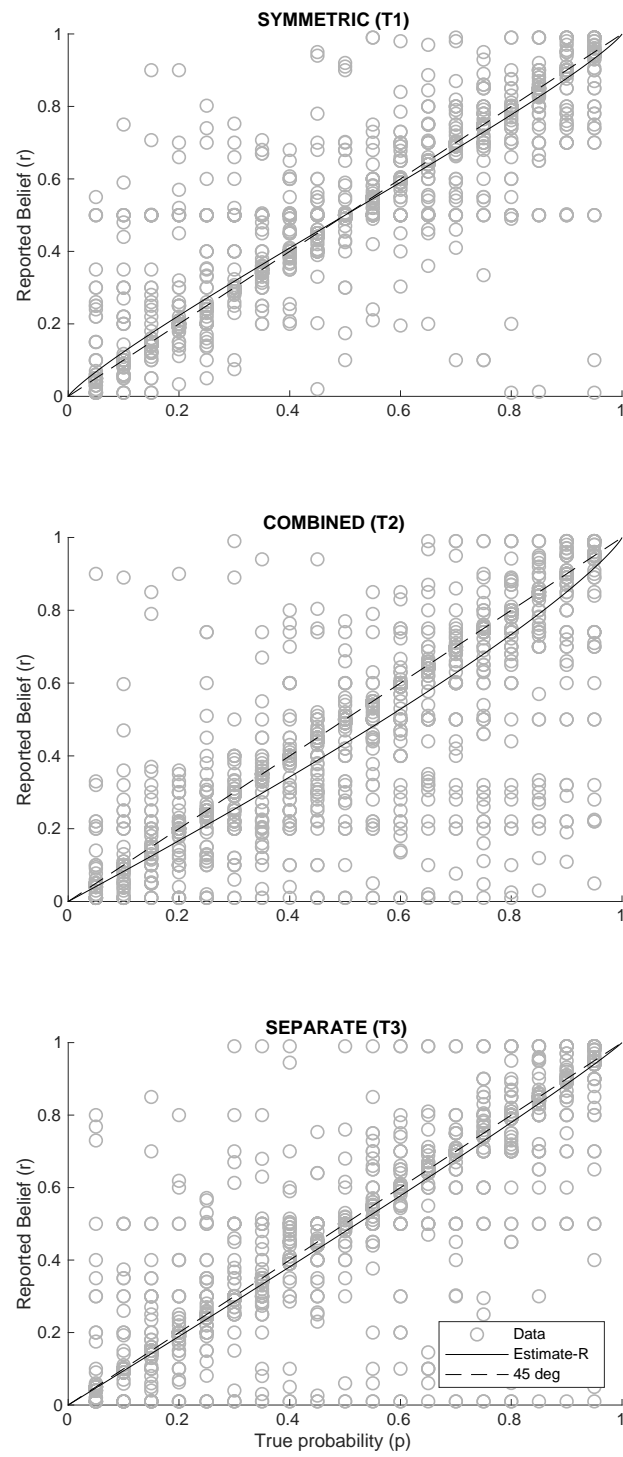 SYMMETRIC (T1)
1
0.8
0.6
0.4
0.2
0
Reported Belief (r)
0 0.2 0.4 0.6 0.8 1
COMBINED (T2)
1
0.8
0.6
0.4
0.2
0
Reported Belief (r)
0 0.2 0.4 0.6 0.8 1
SEPARATE (T3)
1
0.8
0.6
0.4
0.2
0
Reported Belief (r)
Data
Estimate-R
45 deg
0 0.2 0.4 0.6 0.8 1
True probability (p)